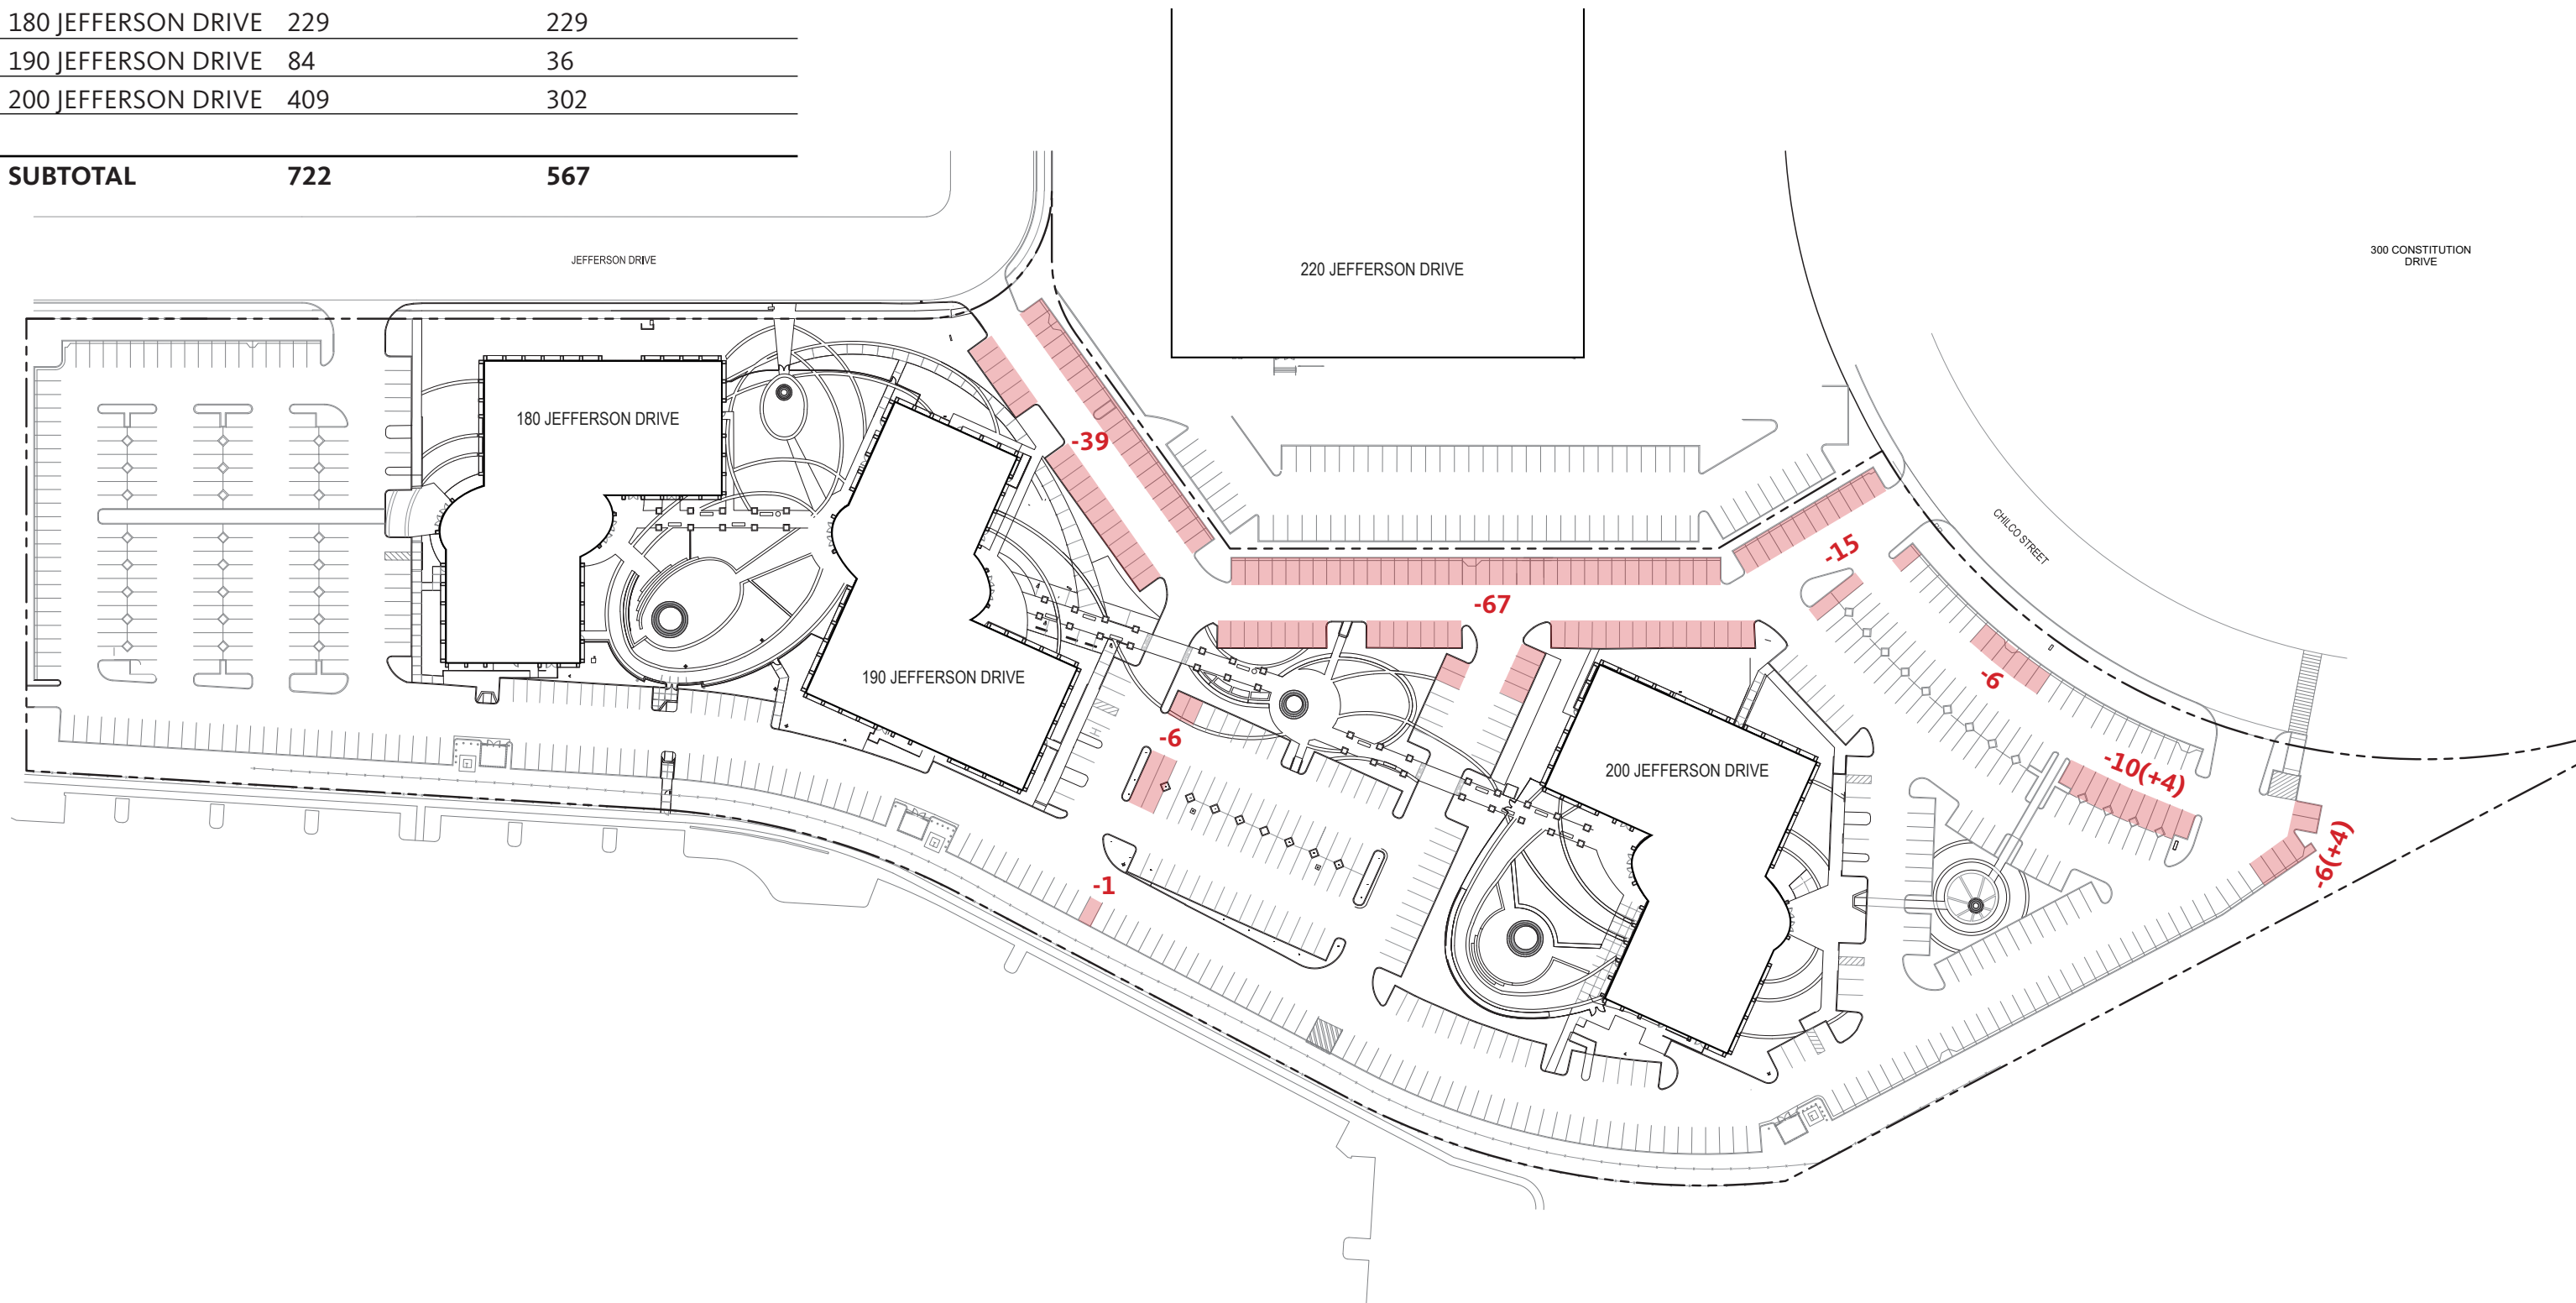 180 JEFFERSON DRIVE 229 229
190 JEFFERSON DRIVE 84 36
200 JEFFERSON DRIVE 409 302
SUBTOTAL 722 567
JEFFERSON DRIVE
220 JEFFERSON DRIVE
300 CONSTITUTION
DRIVE
180 JEFFERSON DRIVE
-39
CHILCO STREET
-15
-67
190 JEFFERSON DRIVE
-6
-6
200 JEFFERSON DRIVE
-10(+4)
-6(+4)
-1